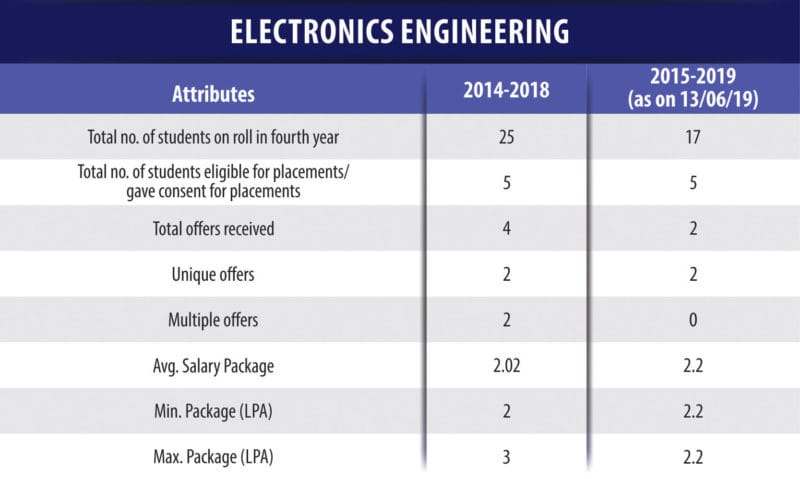 ELECTRONICS ENGINEERING
Attributes 2014-2018 2015-2019
(as on 13/06/19)
Total no. of students on roll in fourth year 25 17
Total no. of students eligible for placements/
gave consent for placements 5 5
Total offers received 4 2
Unique offers 2 2
Multiple offers 2 0
Avg. Salary Package 2.02 2.2
Min. Package (LPA) 2 2.2
Max. Package (LPA) 3 2.2